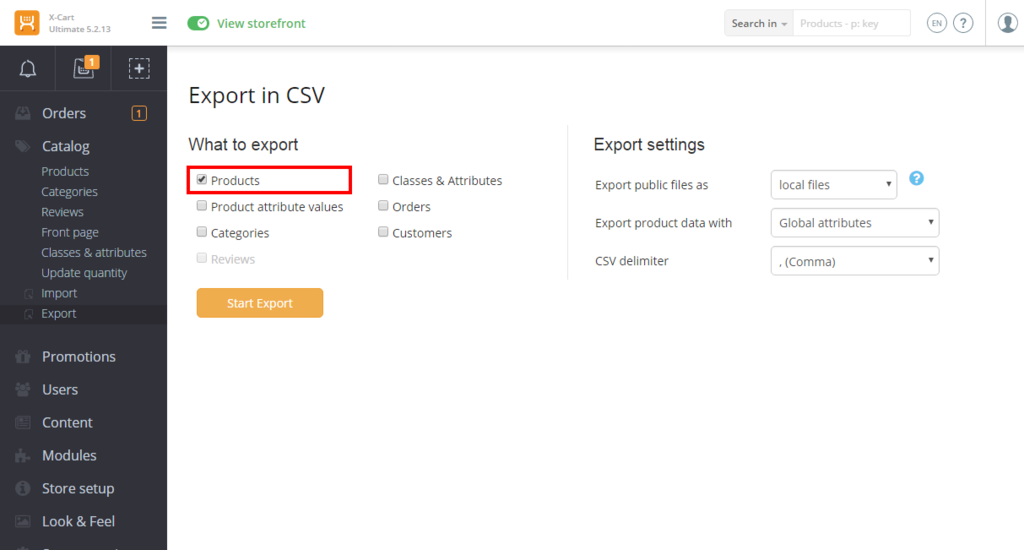 X-Cart
Ultimate 5.2.13
View storefront
Search in
Products - p: key
EN
?
1
Orders
1
Catalog
Products
Categories
Reviews
Front page
Classes & attributes
Update quantity
Import
Export
Promotions
Users
Content
Modules
Store setup
Look & Feel
Export in CSV
What to export
Products
Classes & Attributes
Product attribute values
Orders
Categories
Customers
Reviews
Start Export
Export settings
Export public files as
local files
?
Export product data with
Global attributes
CSV delimiter
, (Comma)